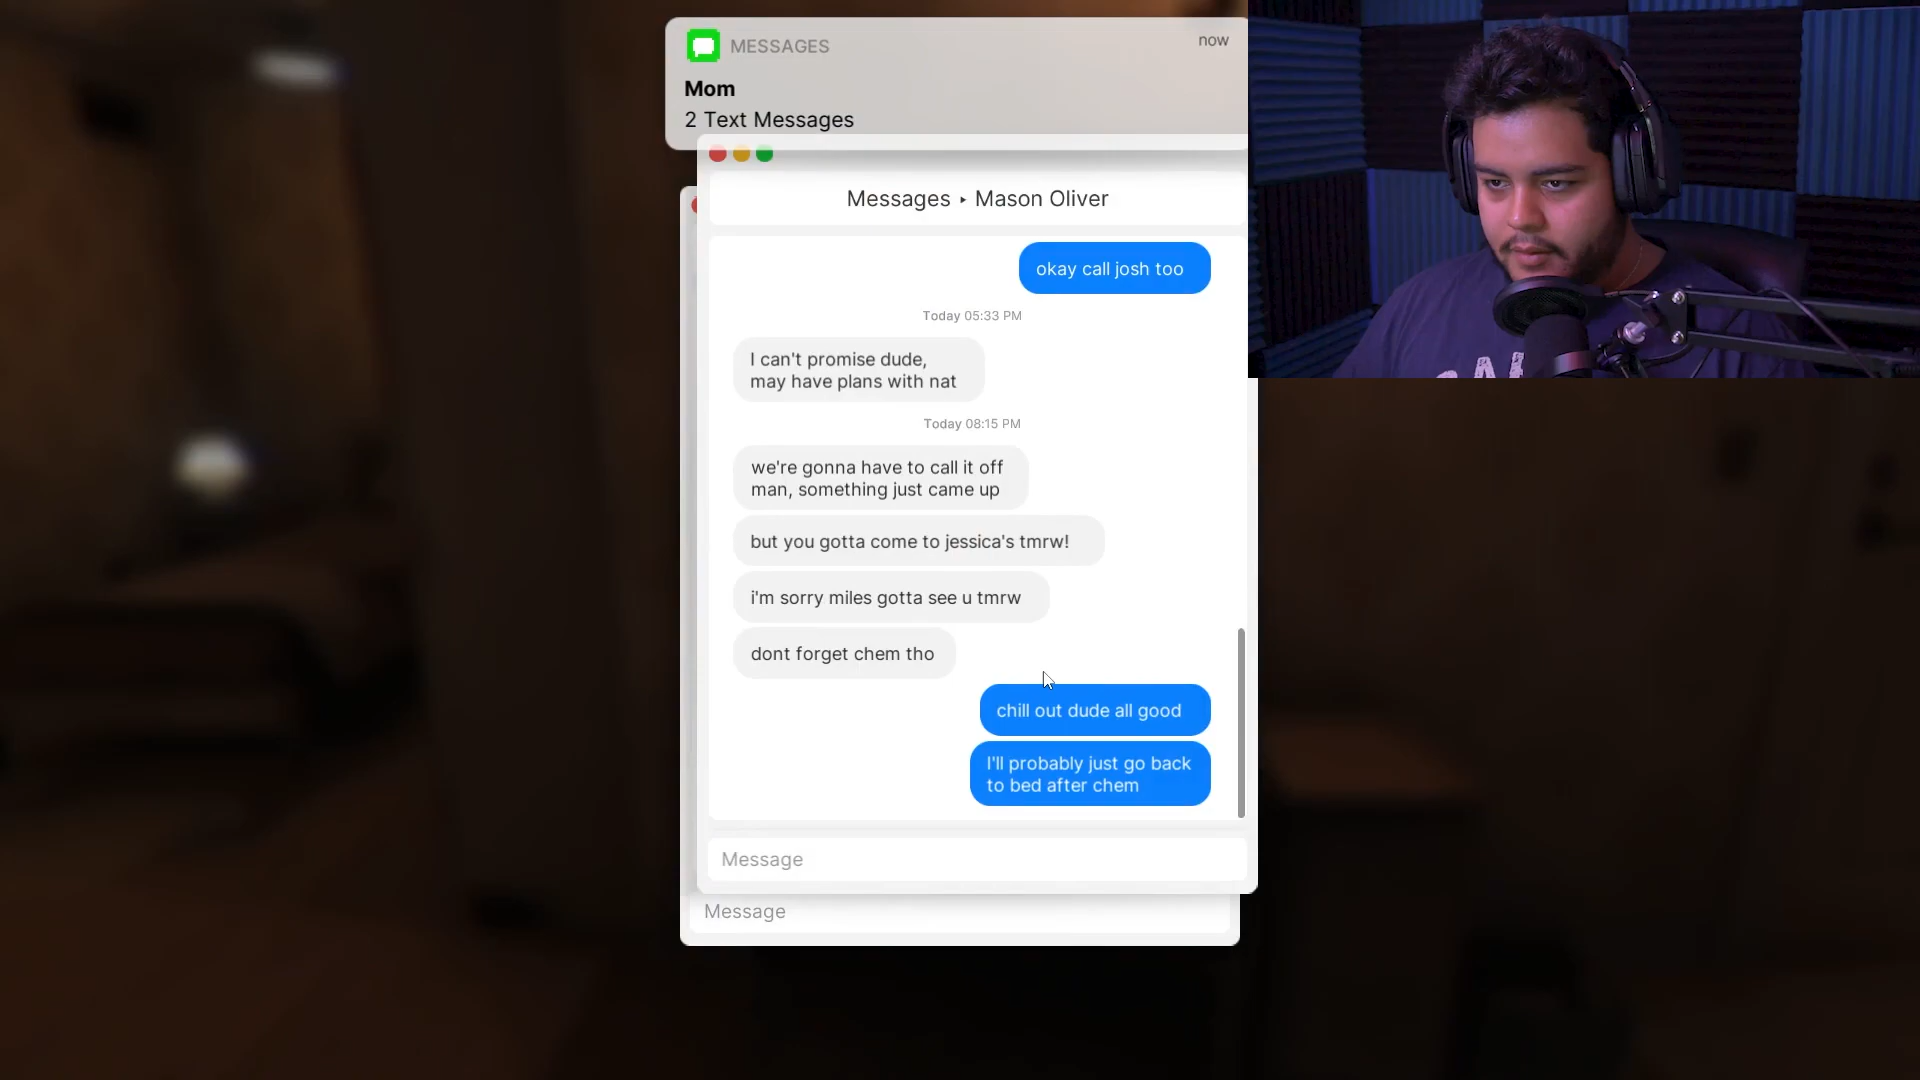 MESSAGES
now
Mom
2 Text Messages
Messages ‣ Mason Oliver
okay call josh too
Today 05:33 PM
I can't promise dude,
may have plans with nat
Today 08:15 PM
we're gonna have to call it off
man, something just came up
but you gotta come to jessica's tmrw!
i'm sorry miles gotta see u tmrw
dont forget chem tho
chill out dude all good
I'll probably just go back
to bed after chem
Message
Message